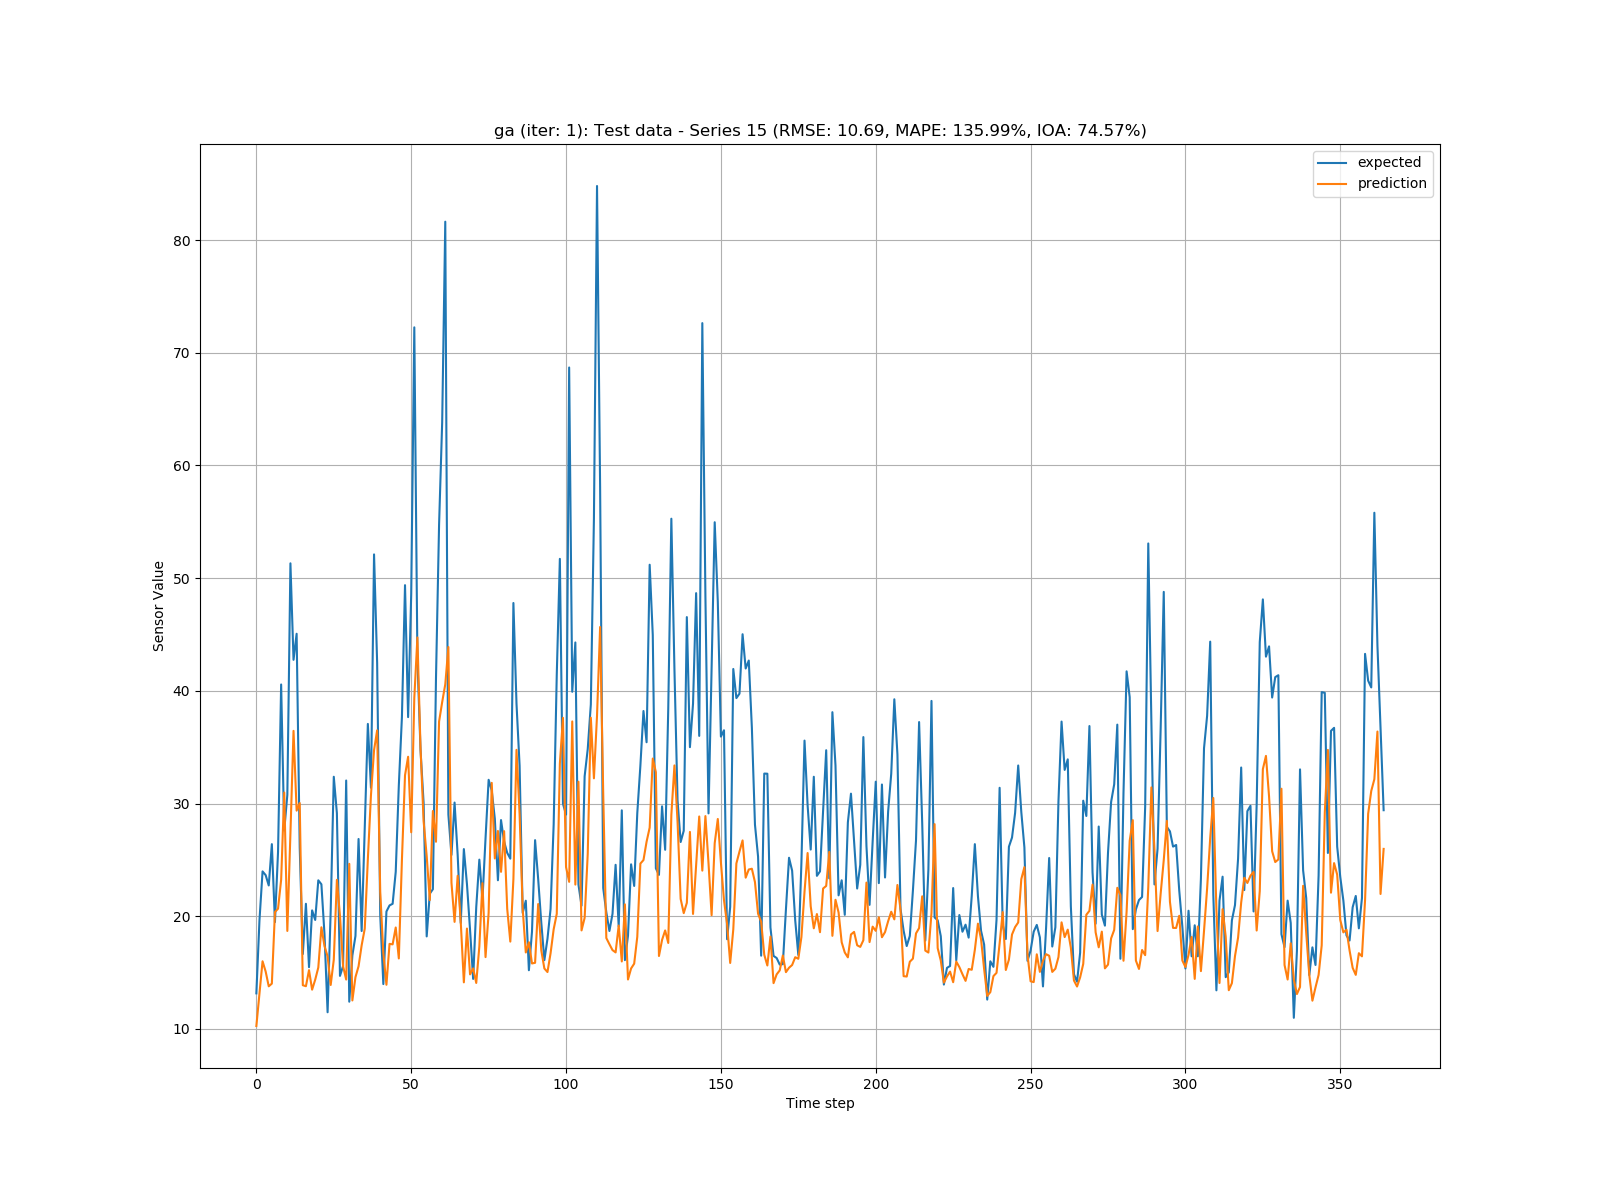 ga (iter: 1): Test data - Series 15 (RMSE: 10.69, MAPE: 135.99%, IOA: 74.57%)
expected
prediction
80
70
60
50
40
30
20
10
Sensor Value
0 50 100 150 200 250 300 350
Time step